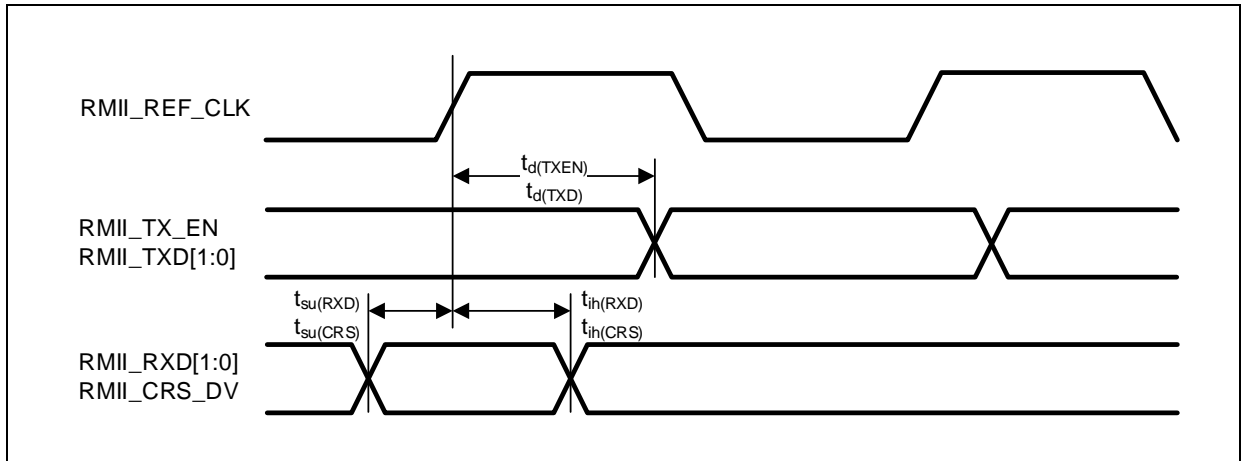 RMII_REF_CLK
td(TXEN)
td(TXD)
RMII_TX_EN
RMII_TXD[1:0]
tsu(RXD)
tih(RXD)
tsu(CRS)
tih(CRS)
RMII_RXD[1:0]
RMII_CRS_DV